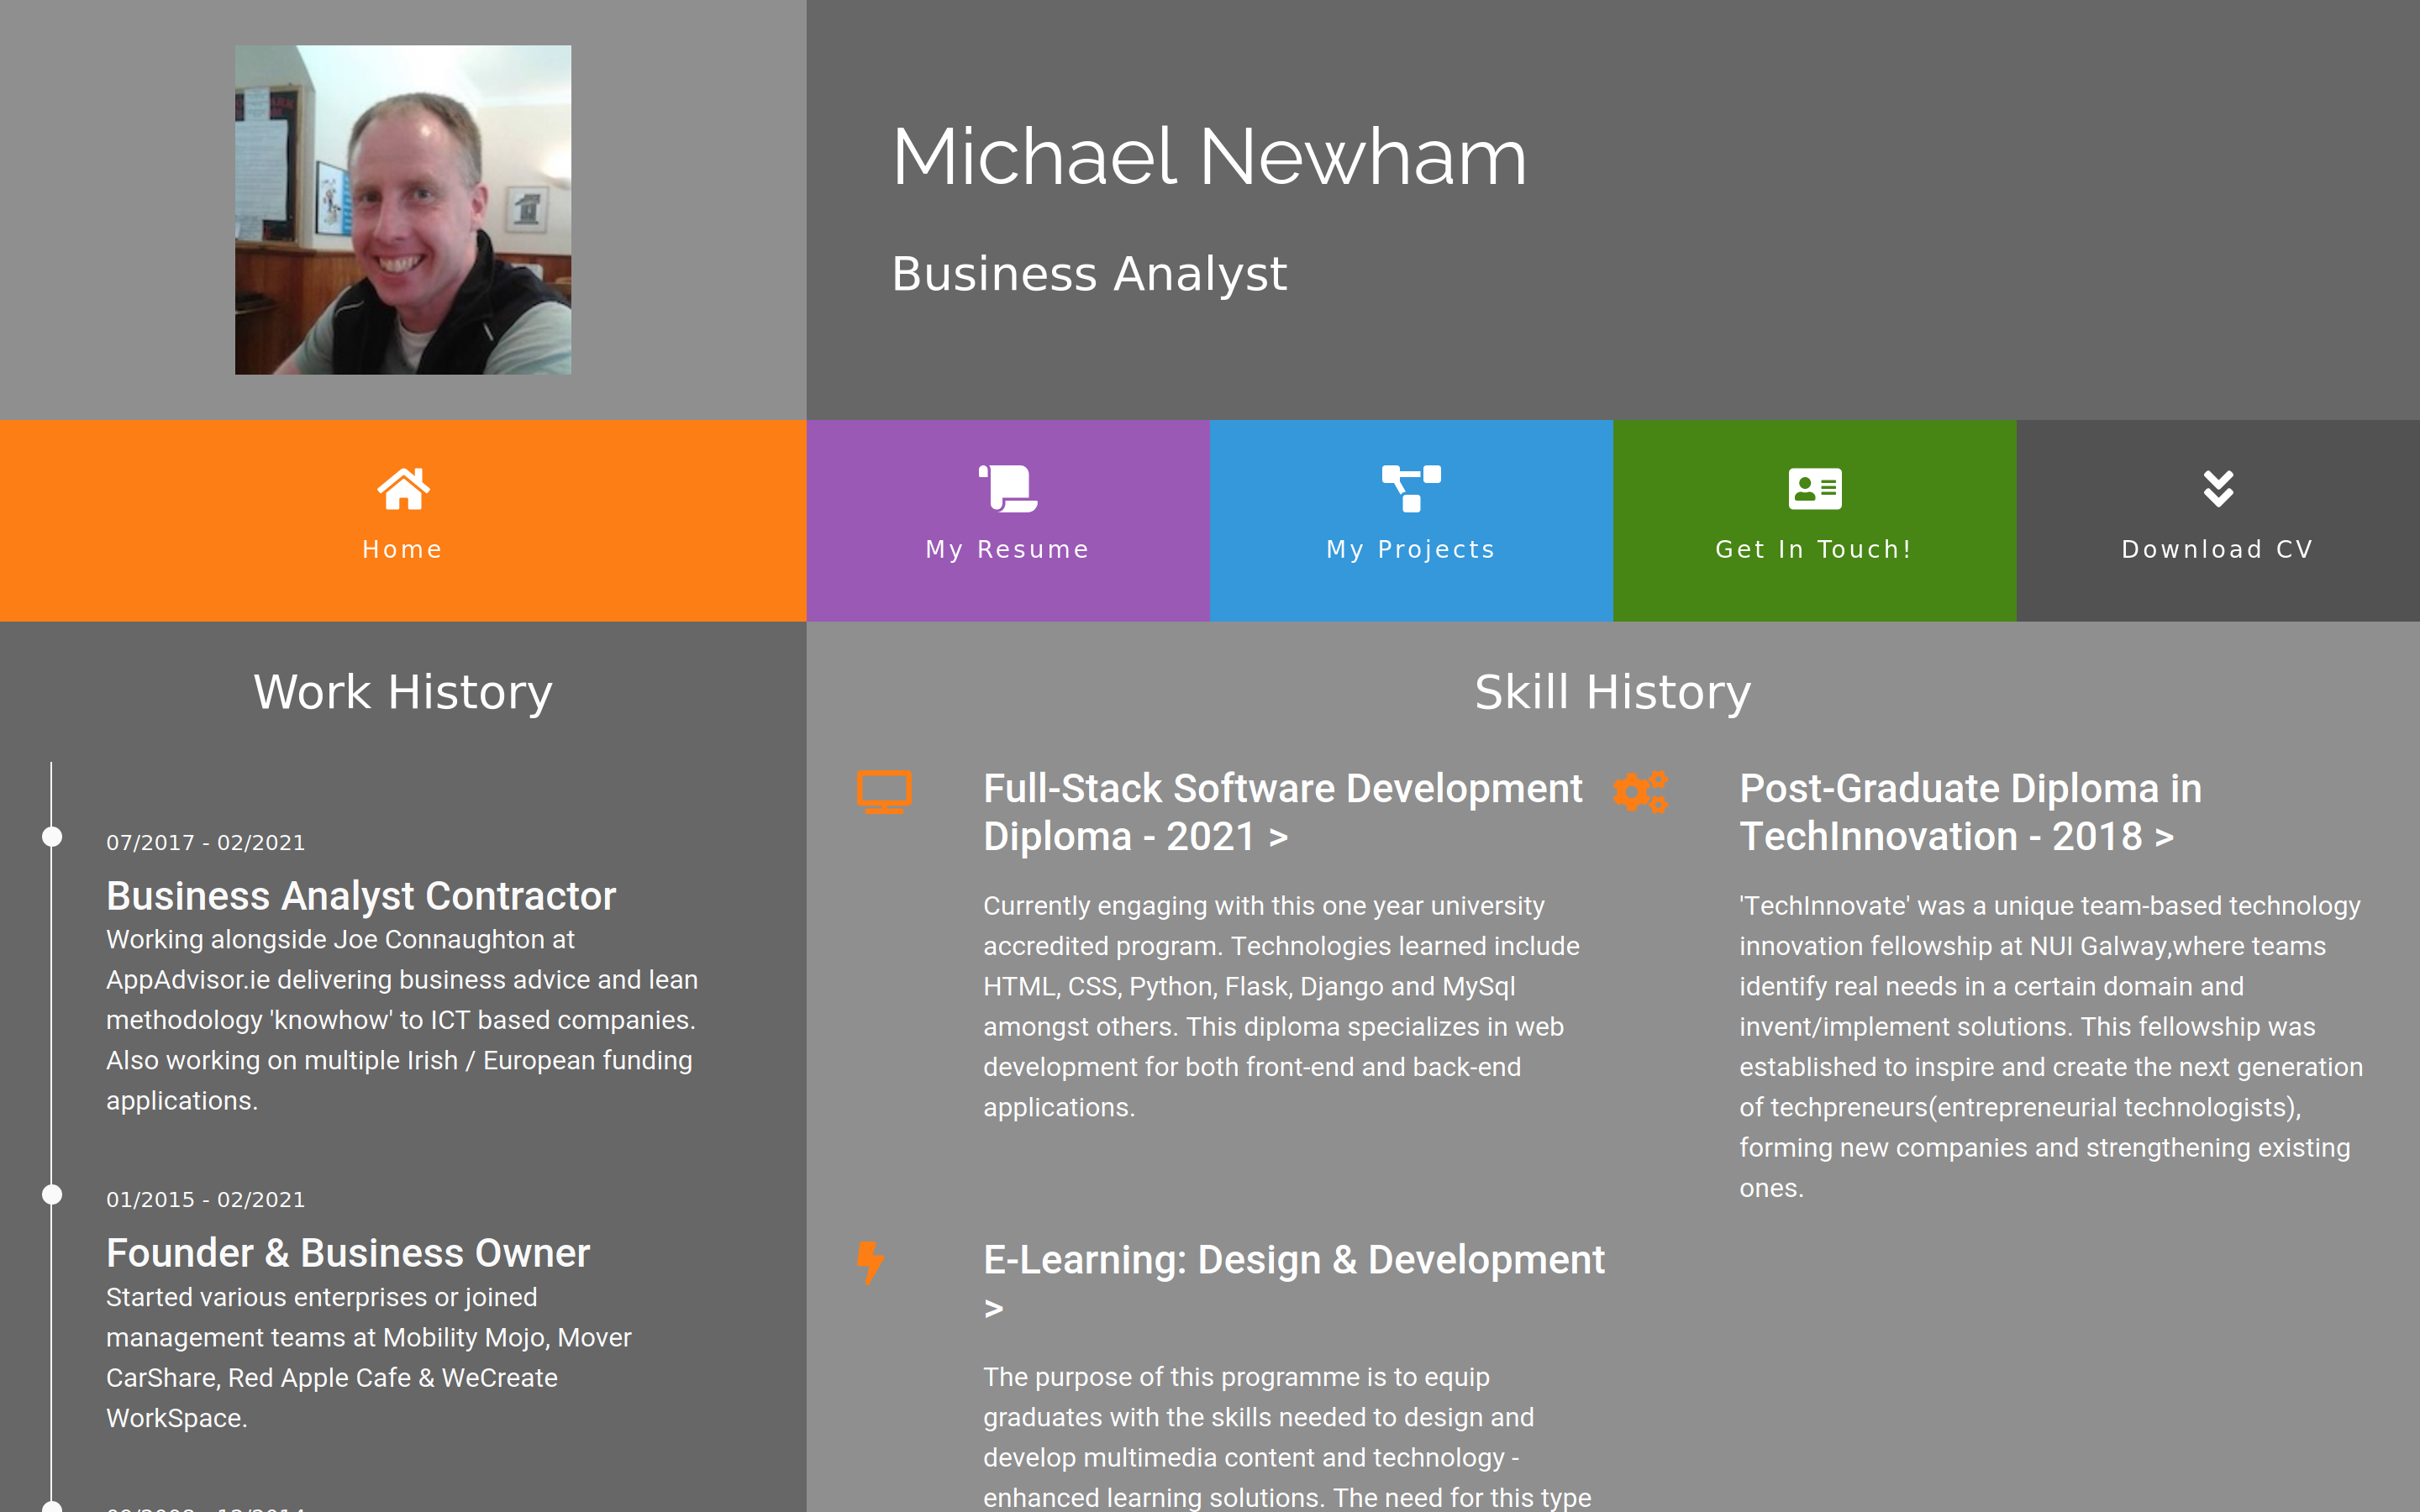 Michael Newham
Business Analyst
Home
My Resume
My Projects
Get In Touch!
Download CV
Work History
07/2017 - 02/2021
Business Analyst Contractor
Working alongside Joe Connaughton at
AppAdvisor.ie delivering business advice and lean
methodology 'knowhow' to ICT based companies.
Also working on multiple Irish / European funding
applications.
01/2015 - 02/2021
Founder & Business Owner
Started various enterprises or joined
management teams at Mobility Mojo, Mover
CarShare, Red Apple Cafe & WeCreate
WorkSpace.
Skill History
Full-Stack Software Development
Diploma - 2021 >
Currently engaging with this one year university
accredited program. Technologies learned include
HTML, CSS, Python, Flask, Django and MySql
amongst others. This diploma specializes in web
development for both front-end and back-end
applications.
Post-Graduate Diploma in
TechInnovation - 2018 >
'TechInnovate' was a unique team-based technology
innovation fellowship at NUI Galway,where teams
identify real needs in a certain domain and
invent/implement solutions. This fellowship was
established to inspire and create the next generation
of techpreneurs(entrepreneurial technologists),
forming new companies and strengthening existing
ones.
E-Learning: Design & Development
>
The purpose of this programme is to equip
graduates with the skills needed to design and
develop multimedia content and technology -
enhanced learning solutions. The need for this type